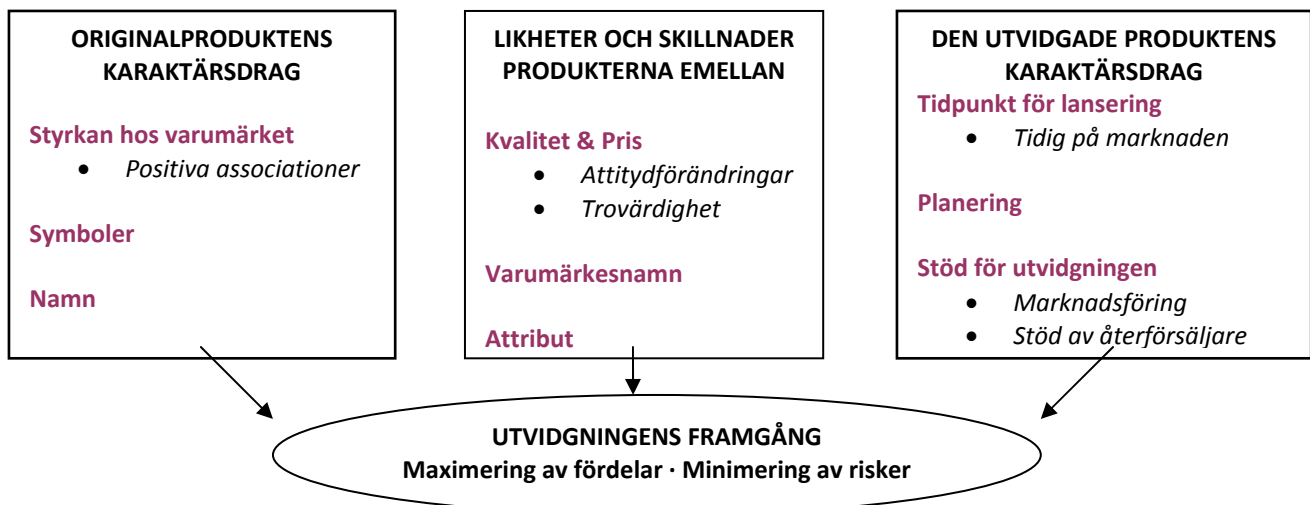 ORIGINALPRODUKTENS
KARAKTÄRSDRAG
Styrkan hos varumärket
• Positiva associationer
Symboler
Namn
LIKHETER OCH SKILLNADER
PRODUKTERNA EMELLAN
Kvalitet & Pris
• Attitydförändringar
• Trovärdighet
Varumärkesnamn
Attribut
DEN UTVIDGADE PRODUKTENS
KARAKTÄRSDRAG
Tidpunkt för lansering
• Tidig på marknaden
Planering
Stöd för utvidgningen
• Marknadsföring
• Stöd av återförsäljare
UTVIDGNINGENS FRAMGÅNG
Maximering av fördelar · Minimering av risker